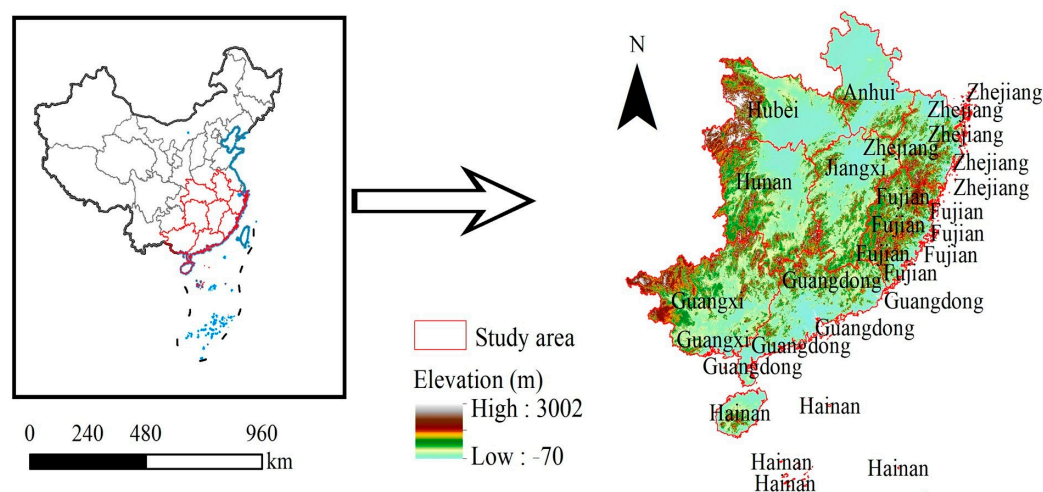 N
Zhejiang
Anhui
Zhejiang
Hubei
Zhejiang
Zhejiang
Zhejiang
Jiangxi
Hunan
Zhejiang
Fujian
Fujian
Fujian
Fujian
Fujian
Fujian
Fujian
Guangdong
Guangxi
Guangdong
Guangdong
Guangxi
Guangdong
Guangdong
Hainan
Hainan
Hainan
Hainan
Hainan
Study area
Elevation (m)
High : 3002
Low : -70
0 240 480 960
km